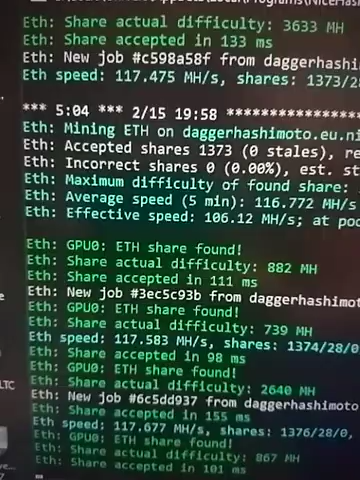 Eth: Share actual difficulty: 3633 MH
Eth: Share accepted in 133 ms
Eth: New job #c598a58f from daggerhashi
Eth speed: 117.475 MH/s, shares: 1373/2
*** 5:04 *** 2/15 19:58 ******************
Eth: Mining ETH on daggerhashimoto.eu.ni
Eth: Accepted shares 1373 (0 stales), re
Eth: Incorrect shares 0 (0.00%), est. st
Eth: Maximum difficulty of found share:
Eth: Average speed (5 min): 116.772 MH/s
Eth: Effective speed: 106.12 MH/s; at poo
Eth: GPU0: ETH share found!
Eth: Share actual difficulty: 882 MH
Eth: Share accepted in 111 ms
Eth: New job #3ec5c93b from daggerhashimot
Eth: GPU0: ETH share found!
Eth: Share actual difficulty: 739 MH
Eth speed: 117.583 MH/s, shares: 1374/28/0
Eth: Share accepted in 98 ms
Eth: GPU0: ETH share found!
Eth: Share actual difficulty: 2640 MH
LTC
Eth: New job #6c5dd937 from daggerhashimoto
Eth: Share accepted in 155 ms
Eth speed: 117.677 MH/s, shares: 1376/28/0,
Eth: GPU0: ETH share found!
Eth: Share actual difficulty: 867 MH
Eth: Share accepted in 101 ms